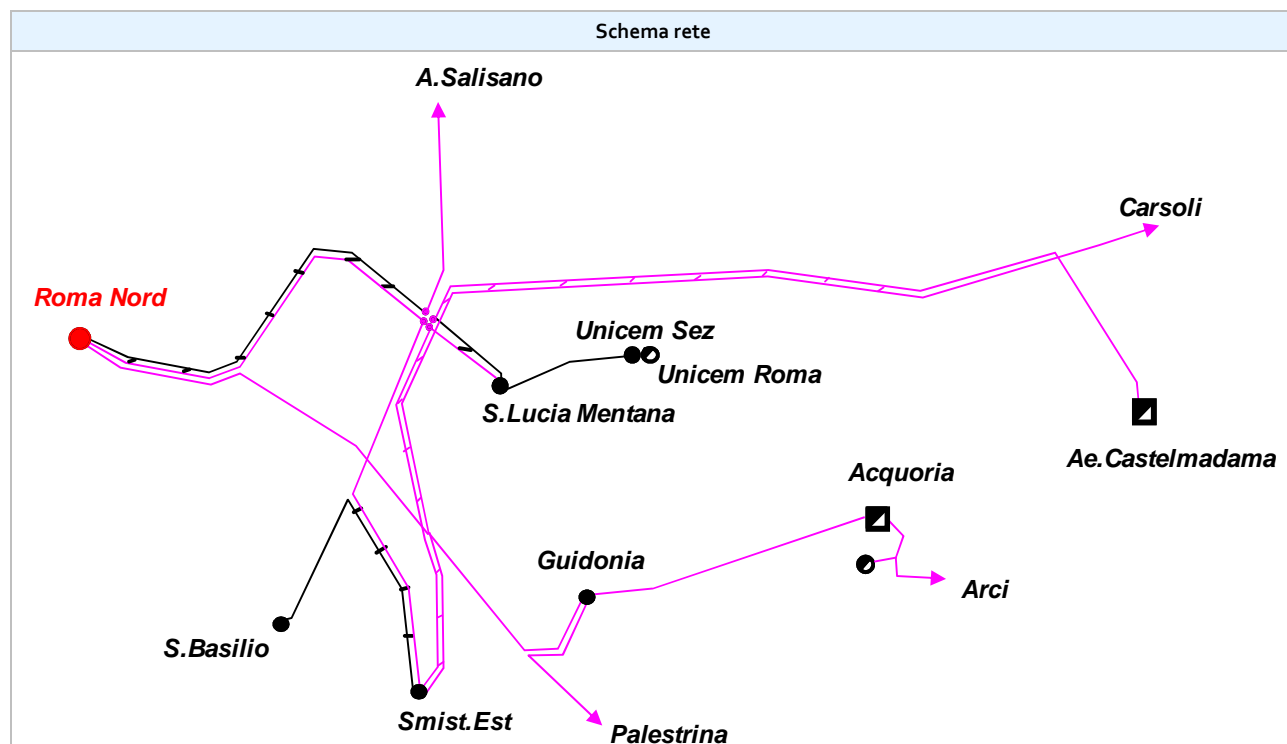 Schema rete
A.Salisano
Carsoli
Roma Nord
Unicem Sez
Unicem Roma
S.Lucia Mentana
Ae.Castelmadama
Acquoria
Guidonia
Arci
S.Basilio
Smist.Est
Palestrina